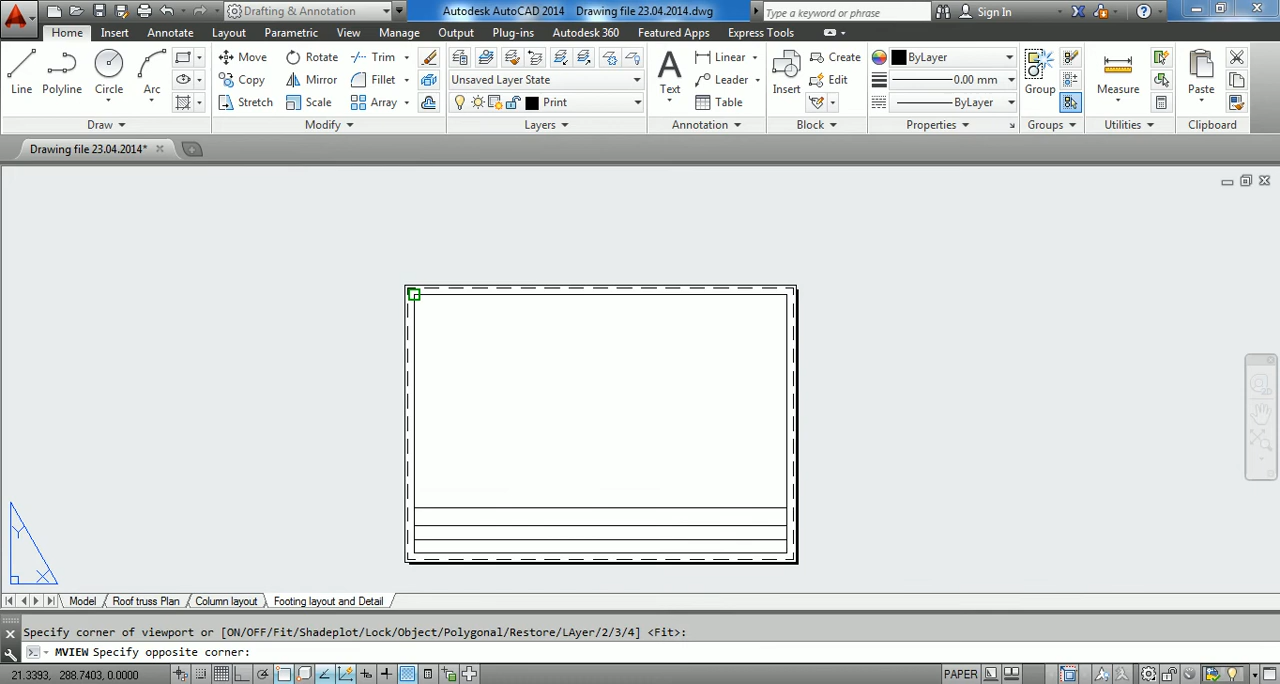 Drafting & Annotation
Autodesk AutoCAD 2014 Drawing file 23.04.2014.dwg
Type a keyword or phrase
Sign In
Home Insert Annotate Layout Parametric View Manage Output Plug-ins Autodesk 360 Featured Apps Express Tools
Line Polyline Circle Arc
Move Rotate Trim
Copy Mirror Fillet
Stretch Scale Array
Unsaved Layer State
Print
Text
Linear
Leader
Table
Insert
Create
Edit
ByLayer
0.00 mm
ByLayer
Group
Measure
Paste
Draw Modify Layers Annotation Block Properties Groups Utilities Clipboard
Drawing file 23.04.2014*
Y
X
Model Roof truss Plan Column layout Footing layout and Detail
Specify corner of viewport or [ON/OFF/Fit/Shadeplot/Lock/Object/Polygonal/Restore/LAyer/2/3/4] <Fit>:
MVIEW Specify opposite corner:
21.3393, 288.7403, 0.0000
PAPER